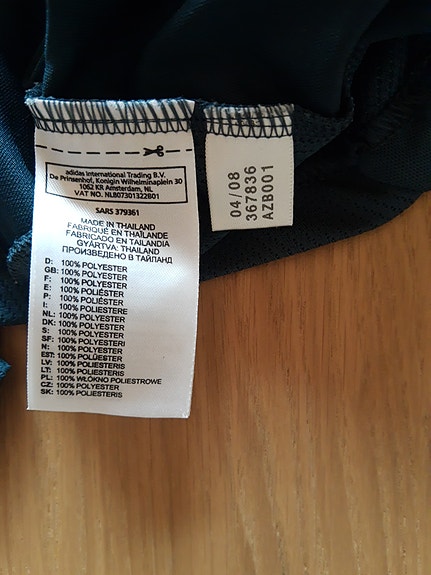 adidas International Trading B.V.
De Prinsenhof, Konigin Wilhelminaplein 30
1062 KR Amsterdam, NL
VAT NO. NL807301322B01
SARS 379361
MADE IN THAILAND
FABRIQUÉ EN THAÏLANDE
FABRICADO EN TAILANDIA
GYÁRTVA: THAILAND
ПРОИЗВЕДЕНО В ТАЙЛАНД
D: 100% POLYESTER
GB: 100% POLYESTER
F: 100% POLYESTER
E: 100% POLIÉSTER
P: 100% POLIÉSTER
I: 100% POLIESTERE
NL: 100% POLYESTER
DK: 100% POLYESTER
S: 100% POLYESTER
SF: 100% POLYESTERI
N: 100% POLYESTER
EST: 100% POLÜESTER
LV: 100% POLIESTERIS
LT: 100% POLIESTERIS
PL: 100% WŁÓKNO POLIESTROWE
CZ: 100% POLYESTER
SK: 100% POLIESTERIS
04/08
367836
AZB001